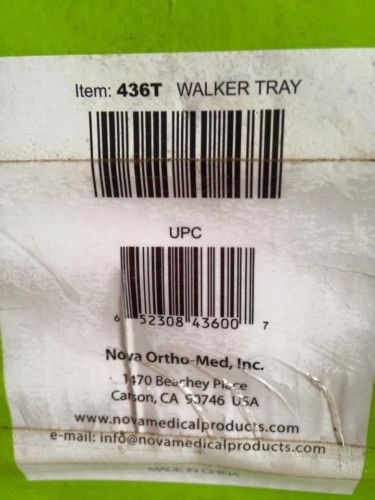 Item: 436T WALKER TRAY
UPC
6 52308 43600 7
Nova Ortho-Med, Inc.
1470 Beachey Place
Carson, CA 90746 USA
www.novamedicalproducts.com
e-mail: info@novamedicalproducts.com
MADE IN CHINA